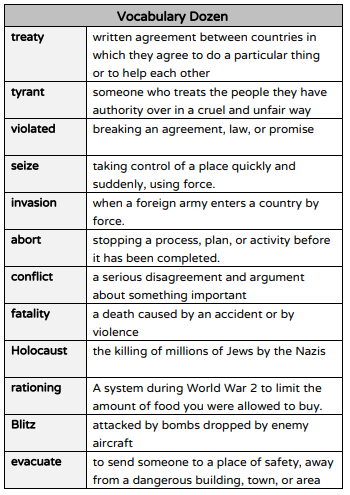 Vocabulary Dozen
treaty written agreement between countries in
which they agree to do a particular thing
or to help each other
tyrant someone who treats the people they have
authority over in a cruel and unfair way
violated breaking an agreement, law, or promise
seize taking control of a place quickly and
suddenly, using force.
invasion when a foreign army enters a country by
force.
abort stopping a process, plan, or activity before
it has been completed.
conflict a serious disagreement and argument
about something important
fatality a death caused by an accident or by
violence
Holocaust the killing of millions of Jews by the Nazis
rationing A system during World War 2 to limit the
amount of food you were allowed to buy.
Blitz attacked by bombs dropped by enemy
aircraft
evacuate to send someone to a place of safety, away
from a dangerous building, town, or area